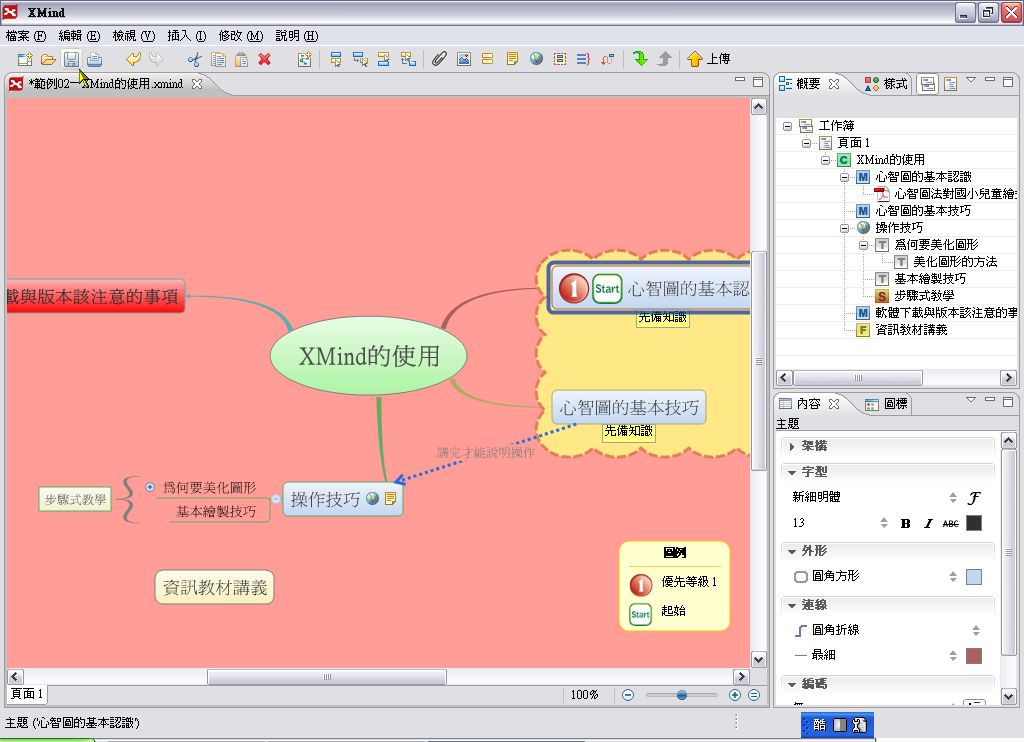 XMind
檔案 (F) 編輯 (E) 檢視 (V) 插入 (I) 修改 (M) 說明 (H)
上傳
*範例02—XMind的使用.xmind
載與版本該注意的事項
XMind的使用
1 Start 心智圖的基本認
先備知識
心智圖的基本技巧
先備知識
講完才能說明操作
步驟式教學
為何要美化圖形
基本繪製技巧
操作技巧
資訊教材講義
圖例
1 優先等級 1
Start 起始
頁面 1
100%
主題 ('心智圖的基本認識')
概要 樣式
工作簿
頁面 1
C XMind的使用
M 心智圖的基本認識
心智圖法對國小兒童繪
M 心智圖的基本技巧
操作技巧
T 為何要美化圖形
T 美化圖形的方法
T 基本繪製技巧
S 步驟式教學
M 軟體下載與版本該注意的事
F 資訊教材講義
內容 圖標
主題
架構
字型
新細明體
13 B I ABC
外形
圓角方形
連線
圓角折線
最細
編碼
酷